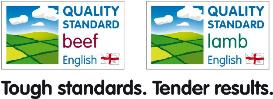 QUALITY
STANDARD
beef
English
QUALITY
STANDARD
lamb
English
Tough standards. Tender results.